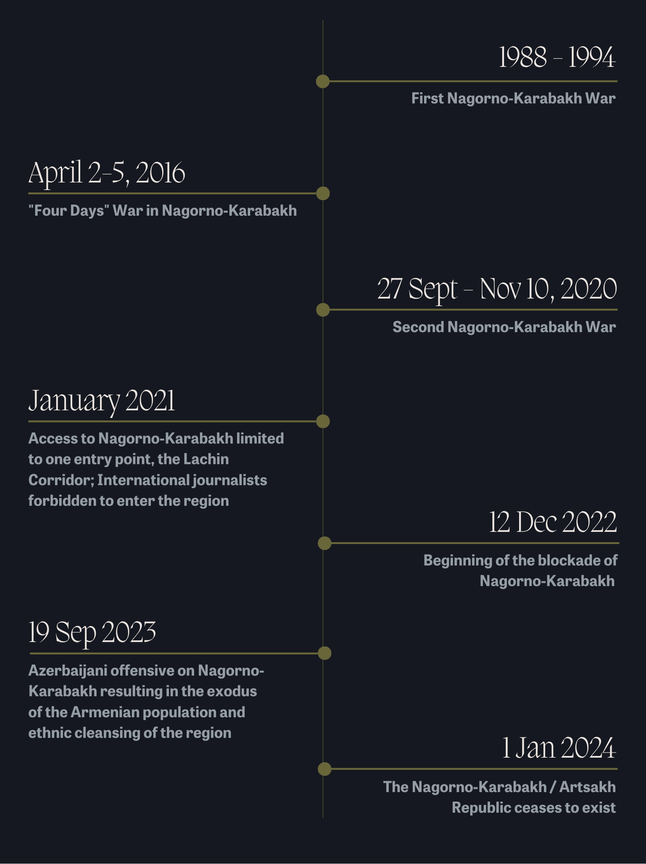 1988 – 1994
First Nagorno-Karabakh War
April 2-5, 2016
"Four Days" War in Nagorno-Karabakh
27 Sept – Nov 10, 2020
Second Nagorno-Karabakh War
January 2021
Access to Nagorno-Karabakh limited
to one entry point, the Lachin
Corridor; International journalists
forbidden to enter the region
12 Dec 2022
Beginning of the blockade of
Nagorno-Karabakh
19 Sep 2023
Azerbaijani offensive on Nagorno-
Karabakh resulting in the exodus
of the Armenian population and
ethnic cleansing of the region
1 Jan 2024
The Nagorno-Karabakh / Artsakh
Republic ceases to exist